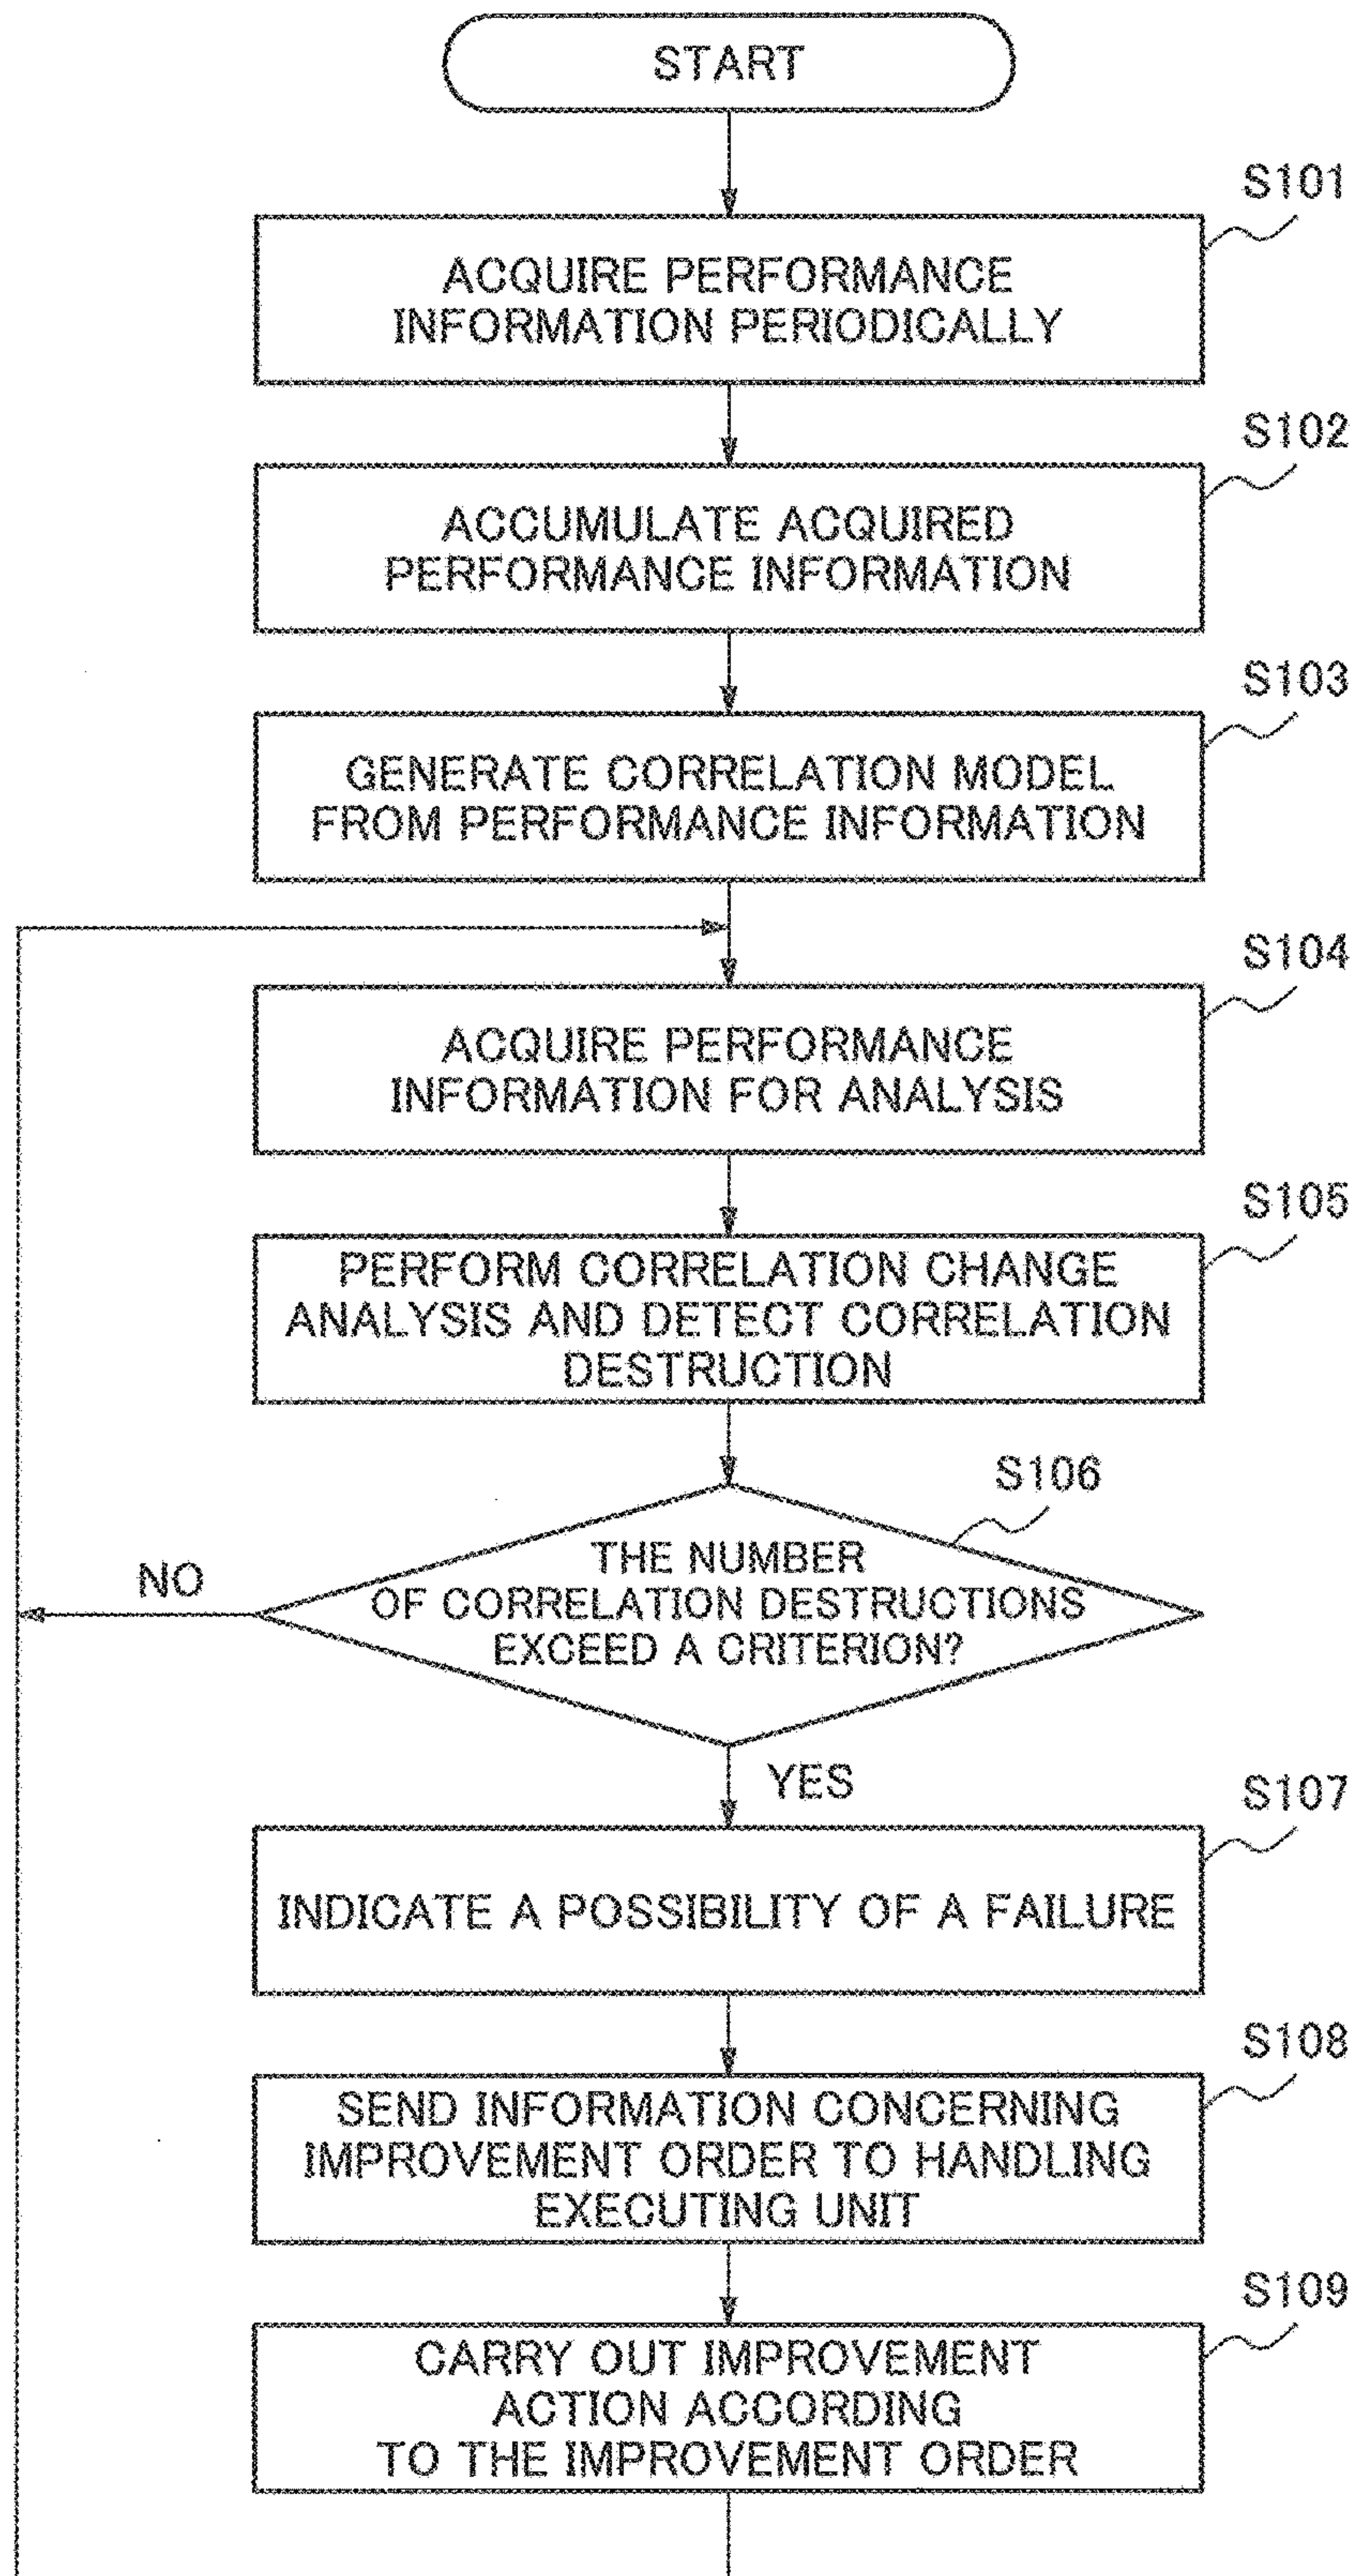 START
S101
ACQUIRE PERFORMANCE
INFORMATION PERIODICALLY
S102
ACCUMULATE ACQUIRED
PERFORMANCE INFORMATION
S103
GENERATE CORRELATION MODEL
FROM PERFORMANCE INFORMATION
S104
ACQUIRE PERFORMANCE
INFORMATION FOR ANALYSIS
S105
PERFORM CORRELATION CHANGE
ANALYSIS AND DETECT CORRELATION
DESTRUCTION
S106
THE NUMBER
OF CORRELATION DESTRUCTIONS
EXCEED A CRITERION?
NO
YES
S107
INDICATE A POSSIBILITY OF A FAILURE
S108
SEND INFORMATION CONCERNING
IMPROVEMENT ORDER TO HANDLING
EXECUTING UNIT
S109
CARRY OUT IMPROVEMENT
ACTION ACCORDING
TO THE IMPROVEMENT ORDER